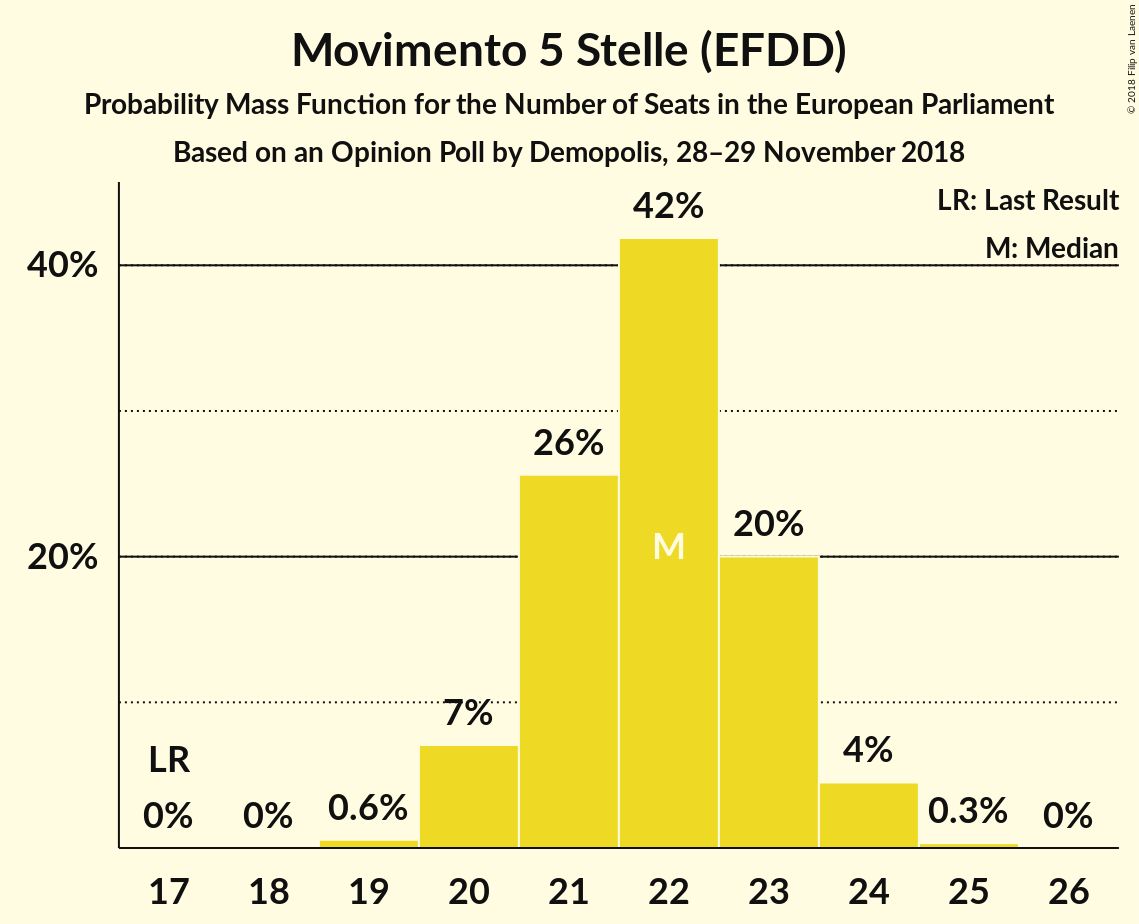 Movimento 5 Stelle (EFDD)
Probability Mass Function for the Number of Seats in the European Parliament
Based on an Opinion Poll by Demopolis, 28–29 November 2018
© 2018 Filip van Laenen
LR: Last Result
M: Median
40%
20%
LR
0%
0%
0.6%
7%
26%
42%
M
20%
4%
0.3%
0%
17 18 19 20 21 22 23 24 25 26